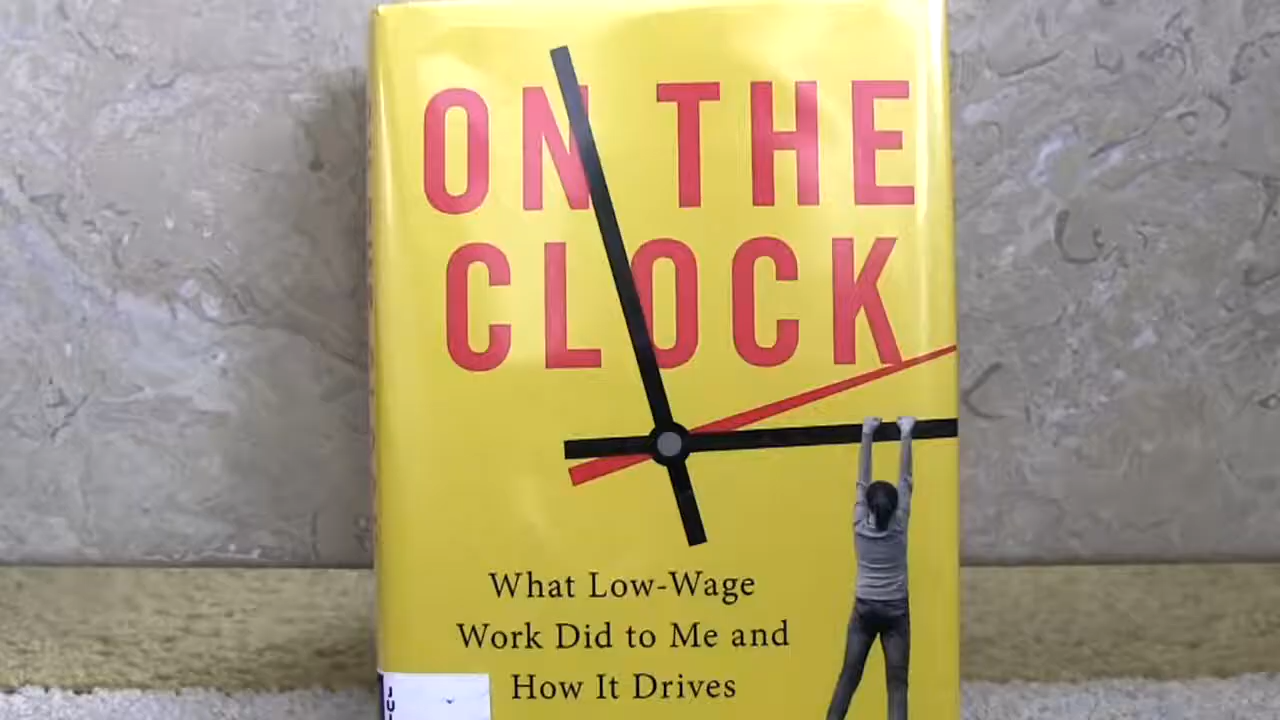 ON THE
CLOCK
What Low-Wage
Work Did to Me and
How It Drives